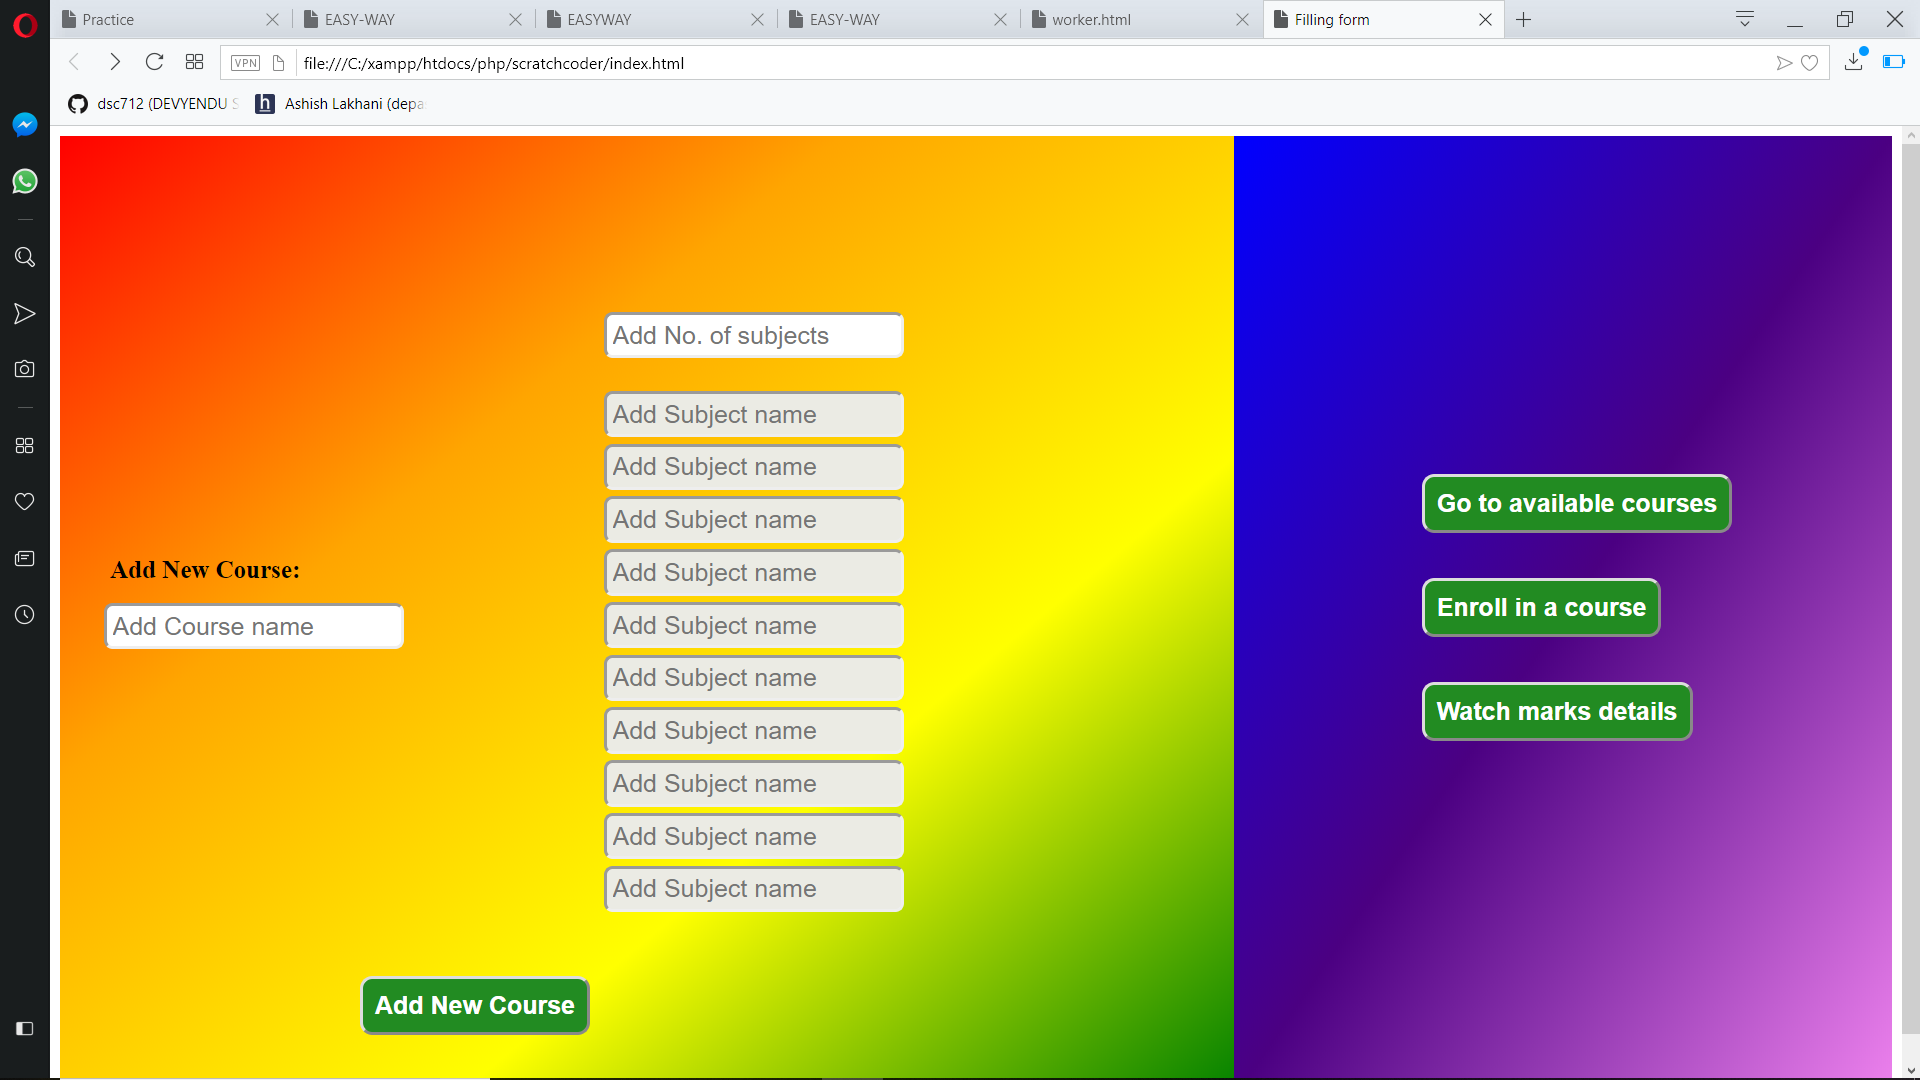 Practice
EASY-WAY
EASYWAY
EASY-WAY
worker.html
Filling form
VPN
file:///C:/xampp/htdocs/php/scratchcoder/index.html
dsc712 (DEVYENDU S
h
Ashish Lakhani (depa
Add No. of subjects
Add Subject name
Add Subject name
Add Subject name
Add Subject name
Add Subject name
Add Subject name
Add Subject name
Add Subject name
Add Subject name
Add Subject name
Add New Course:
Add Course name
Add New Course
Go to available courses
Enroll in a course
Watch marks details